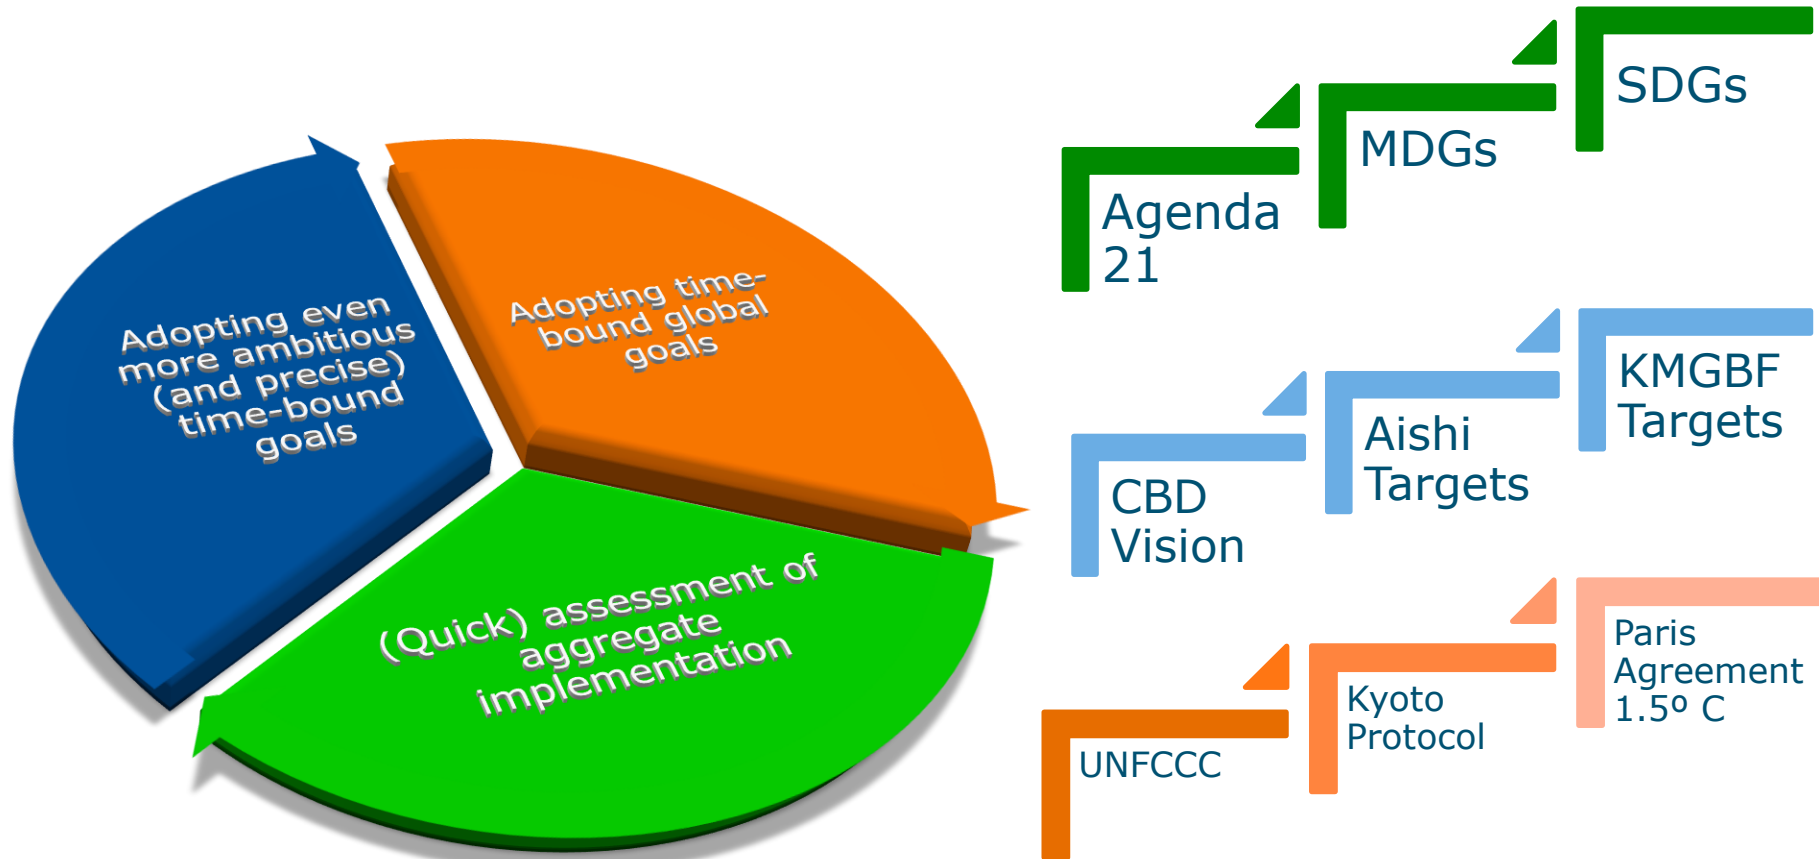 Adopting even
more ambitious
(and precise)
time-bound
goals
Adopting time-
bound global
goals
(Quick) assessment of
aggregate
implementation
Agenda
21
MDGs
SDGs
CBD
Vision
Aishi
Targets
KMGBF
Targets
UNFCCC
Kyoto
Protocol
Paris
Agreement
1.5º C